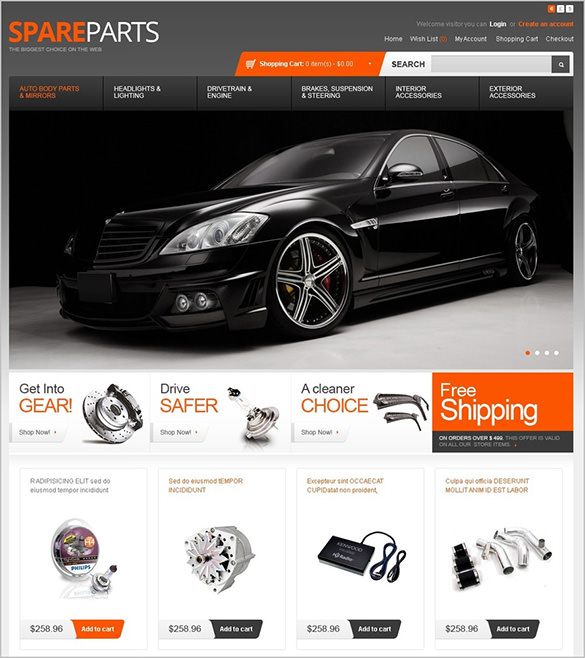 Welcome visitor you can Login or Create an account
SPAREPARTS
THE BIGGEST CHOICE ON THE WEB
Home Wish List (0) My Account Shopping Cart Checkout
Shopping Cart: 0 item(s) - $0.00
SEARCH
AUTO BODY PARTS
& MIRRORS
HEADLIGHTS &
LIGHTING
DRIVETRAIN &
ENGINE
BRAKES, SUSPENSION
& STEERING
INTERIOR
ACCESSORIES
EXTERIOR
ACCESSORIES
Get Into
GEAR!
Shop Now!
Drive
SAFER
Shop Now!
A cleaner
CHOICE
Shop Now!
Free
Shipping
ON ORDERS OVER $ 499. THIS OFFER IS VALID
ON ALL OUR STORE ITEMS.
RADIPISICING ELIT sed do
eiusmod tempor incididunt
PHILIPS
$258.96 Add to cart
Sed do eiusmod tEMPOR
INCIDIDUNT
$258.96 Add to cart
Excepteur sint OCCAECAT
CUPIDatat non proident,
KENWOOD
HD Radio
$258.96 Add to cart
Culpa qui officia DESERUNT
MOLLIT ANIM ID EST LABOR
$258.96 Add to cart